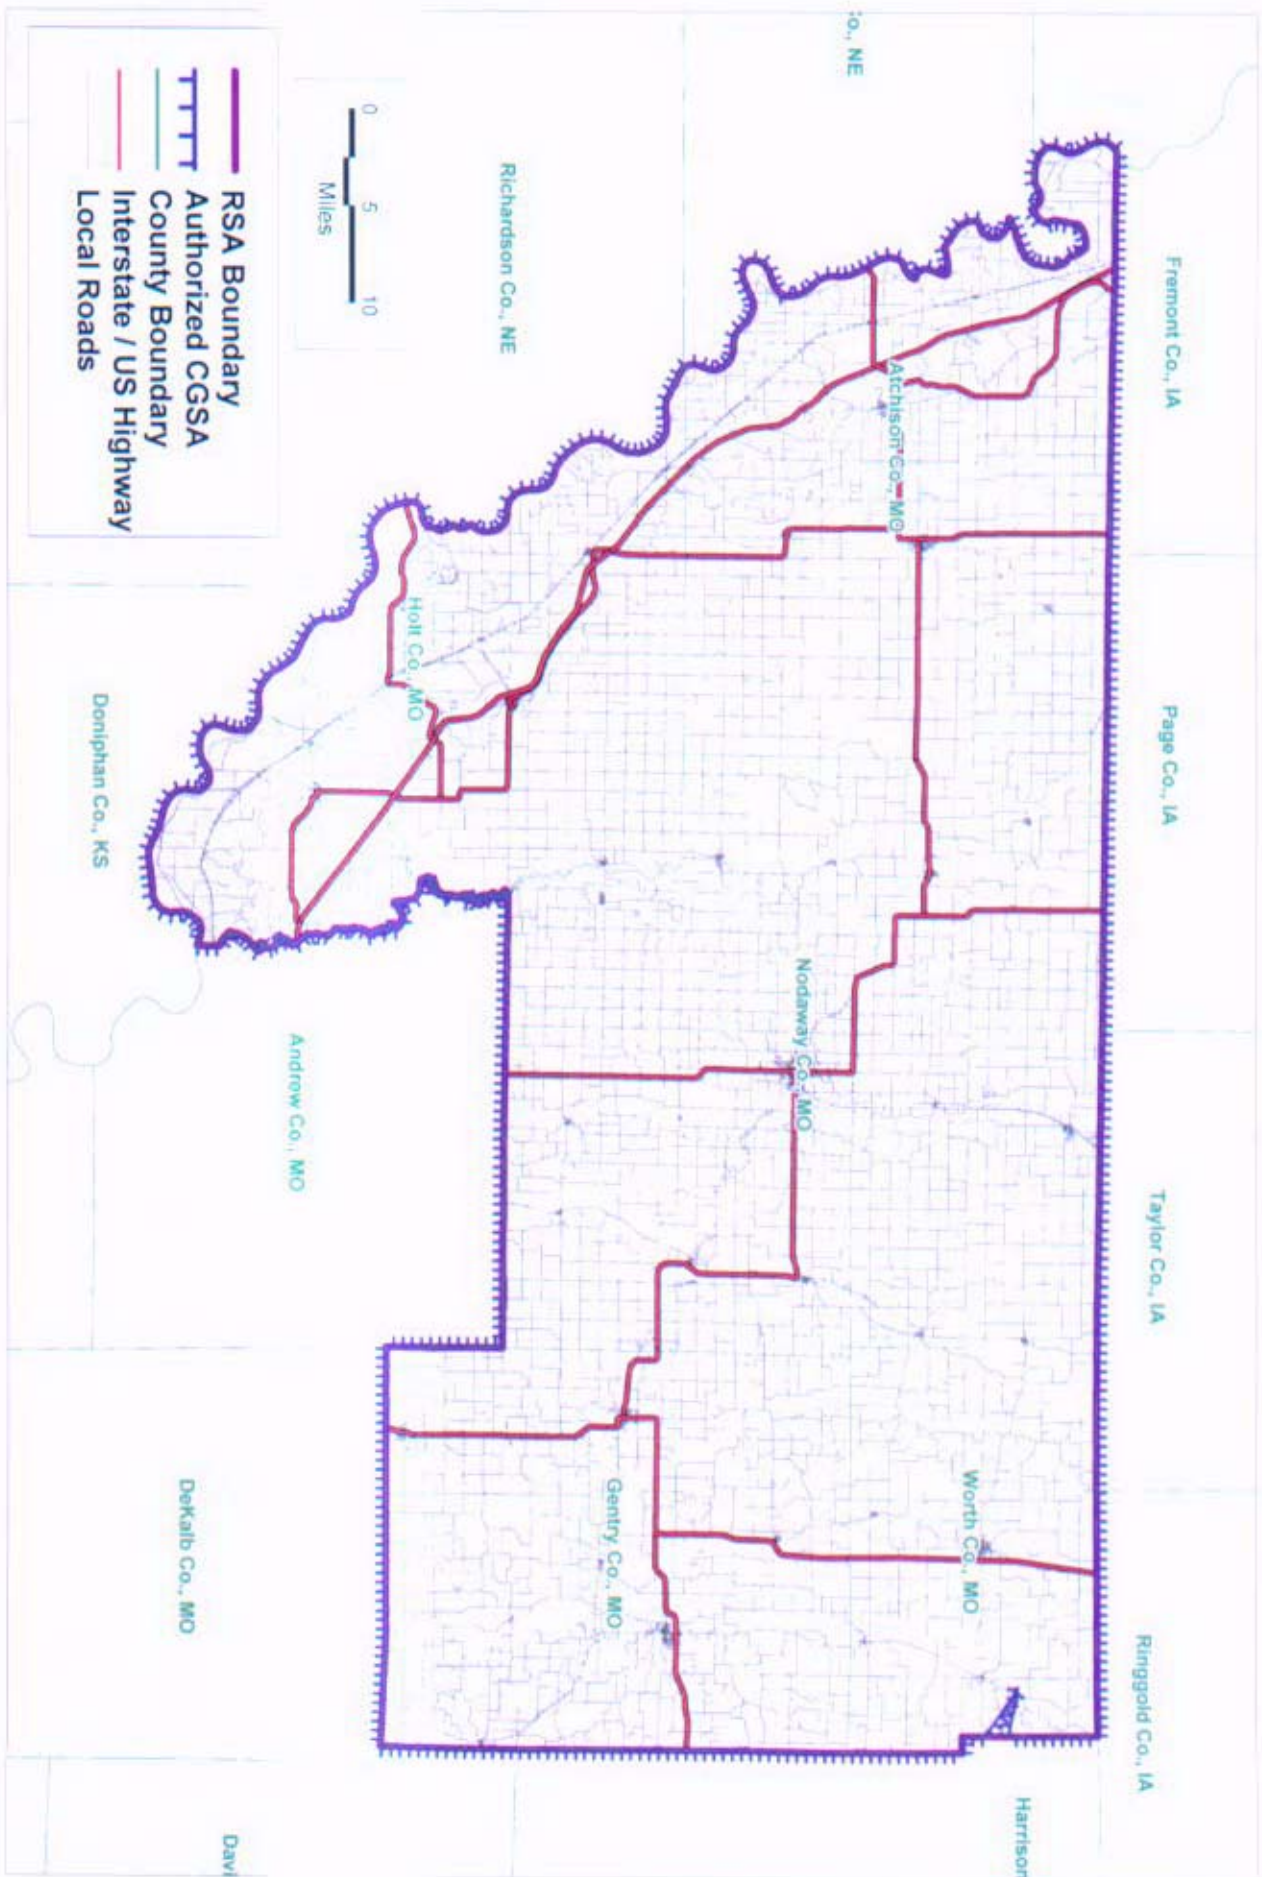 Fremont Co., IA
Page Co., IA
Taylor Co., IA
Ringgold Co., IA
Harrison
Co., NE
Atchison Co., MO
Nodaway Co., MO
Worth Co., MO
Gentry Co., MO
Holt Co., MO
Richardson Co., NE
Andrew Co., MO
DeKalb Co., MO
Doniphan Co., KS
Davi
0 5 10
Miles
RSA Boundary
Authorized CGSA
County Boundary
Interstate / US Highway
Local Roads